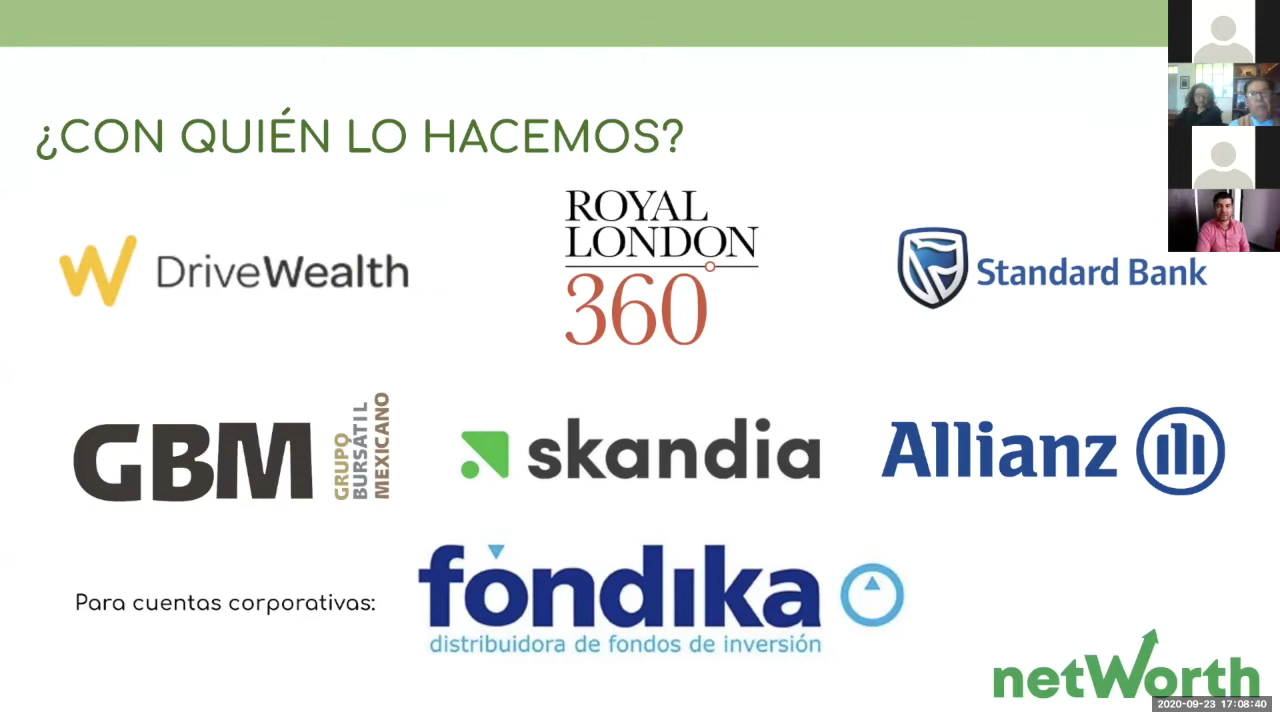 ¿CON QUIÉN LO HACEMOS?
DriveWealth
ROYAL
LONDON
360°
Standard Bank
GBM
GRUPO
BURSÁTIL
MEXICANO
skandia
Allianz
Para cuentas corporativas:
fondika
distribuidora de fondos de inversión
netWorth
2020-09-23 17:08:40